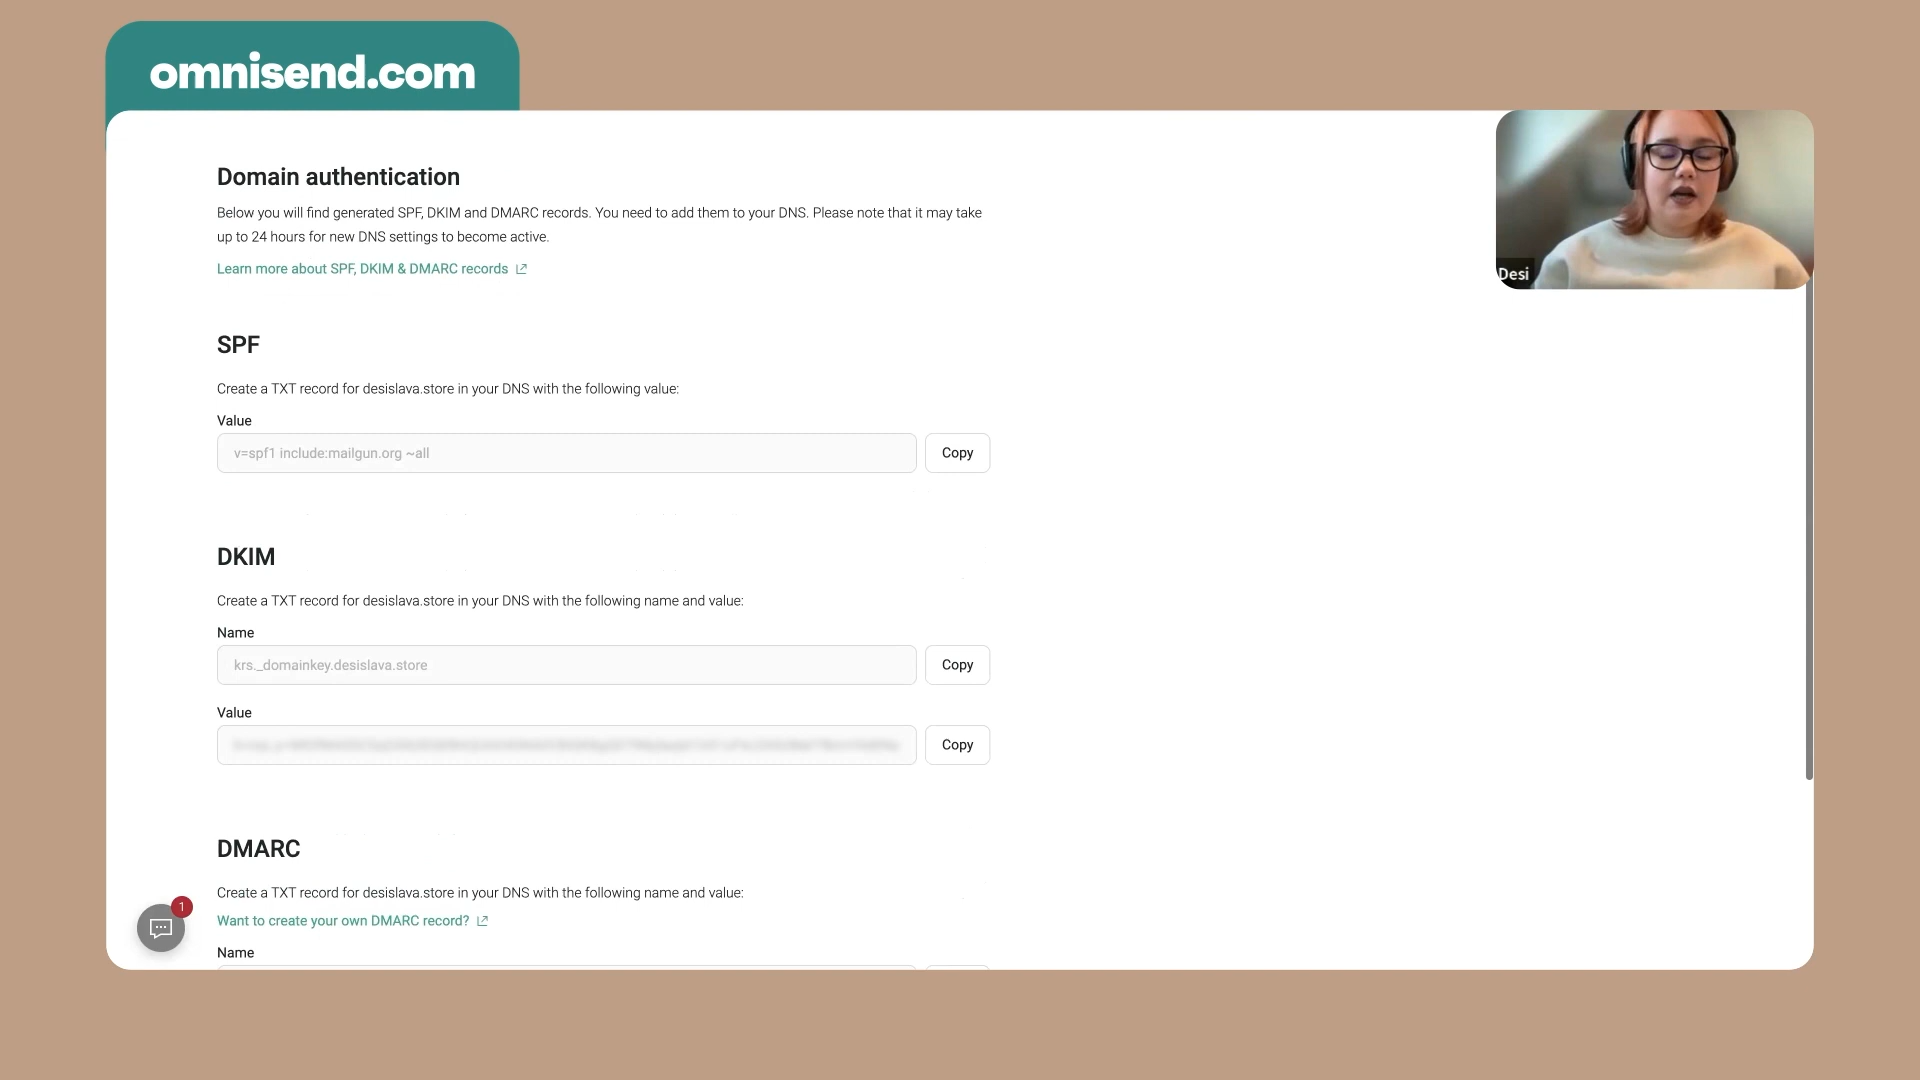 omnisend.com
Domain authentication
Below you will find generated SPF, DKIM and DMARC records. You need to add them to your DNS. Please note that it may take
up to 24 hours for new DNS settings to become active.
Learn more about SPF, DKIM & DMARC records
Desi
SPF
Create a TXT record for desislava.store in your DNS with the following value:
Value
v=spf1 include:mailgun.org ~all
Copy
DKIM
Create a TXT record for desislava.store in your DNS with the following name and value:
Name
krs._domainkey.desislava.store
Copy
Value
Copy
DMARC
Create a TXT record for desislava.store in your DNS with the following name and value:
1
Want to create your own DMARC record?
Name